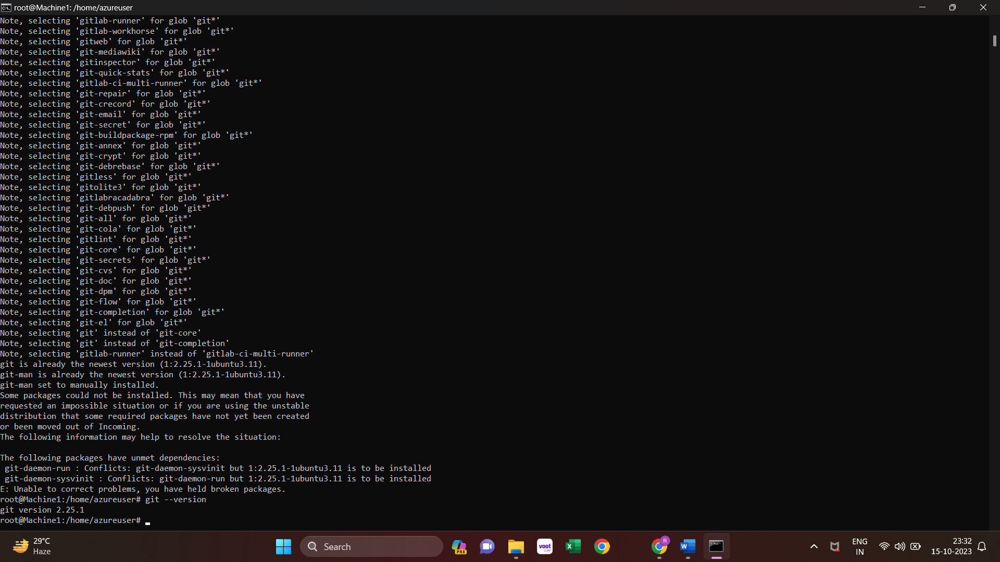 root@Machine1: /home/azureuser
Note, selecting 'gitlab-runner' for glob 'git*'
Note, selecting 'gitlab-workhorse' for glob 'git*'
Note, selecting 'gitweb' for glob 'git*'
Note, selecting 'git-mediawiki' for glob 'git*'
Note, selecting 'gitinspector' for glob 'git*'
Note, selecting 'git-quick-stats' for glob 'git*'
Note, selecting 'gitlab-ci-multi-runner' for glob 'git*'
Note, selecting 'git-repair' for glob 'git*'
Note, selecting 'git-crecord' for glob 'git*'
Note, selecting 'git-email' for glob 'git*'
Note, selecting 'git-secret' for glob 'git*'
Note, selecting 'git-buildpackage-rpm' for glob 'git*'
Note, selecting 'git-annex' for glob 'git*'
Note, selecting 'git-crypt' for glob 'git*'
Note, selecting 'git-debrebase' for glob 'git*'
Note, selecting 'gitless' for glob 'git*'
Note, selecting 'gitolite3' for glob 'git*'
Note, selecting 'gitlabracadabra' for glob 'git*'
Note, selecting 'git-debpush' for glob 'git*'
Note, selecting 'git-all' for glob 'git*'
Note, selecting 'git-cola' for glob 'git*'
Note, selecting 'gitlint' for glob 'git*'
Note, selecting 'git-core' for glob 'git*'
Note, selecting 'git-secrets' for glob 'git*'
Note, selecting 'git-cvs' for glob 'git*'
Note, selecting 'git-doc' for glob 'git*'
Note, selecting 'git-dpm' for glob 'git*'
Note, selecting 'git-flow' for glob 'git*'
Note, selecting 'git-completion' for glob 'git*'
Note, selecting 'git-el' for glob 'git*'
Note, selecting 'git' instead of 'git-core'
Note, selecting 'git' instead of 'git-completion'
Note, selecting 'gitlab-runner' instead of 'gitlab-ci-multi-runner'
git is already the newest version (1:2.25.1-1ubuntu3.11).
git-man is already the newest version (1:2.25.1-1ubuntu3.11).
git-man set to manually installed.
Some packages could not be installed. This may mean that you have
requested an impossible situation or if you are using the unstable
distribution that some required packages have not yet been created
or been moved out of Incoming.
The following information may help to resolve the situation:
The following packages have unmet dependencies:
git-daemon-run : Conflicts: git-daemon-sysvinit but 1:2.25.1-1ubuntu3.11 is to be installed
git-daemon-sysvinit : Conflicts: git-daemon-run but 1:2.25.1-1ubuntu3.11 is to be installed
E: Unable to correct problems, you have held broken packages.
root@Machine1:/home/azureuser# git --version
git version 2.25.1
root@Machine1:/home/azureuser#
29°C
Haze
Search
PRE
voot
Lite
R
ENG
IN
23:32
15-10-2023